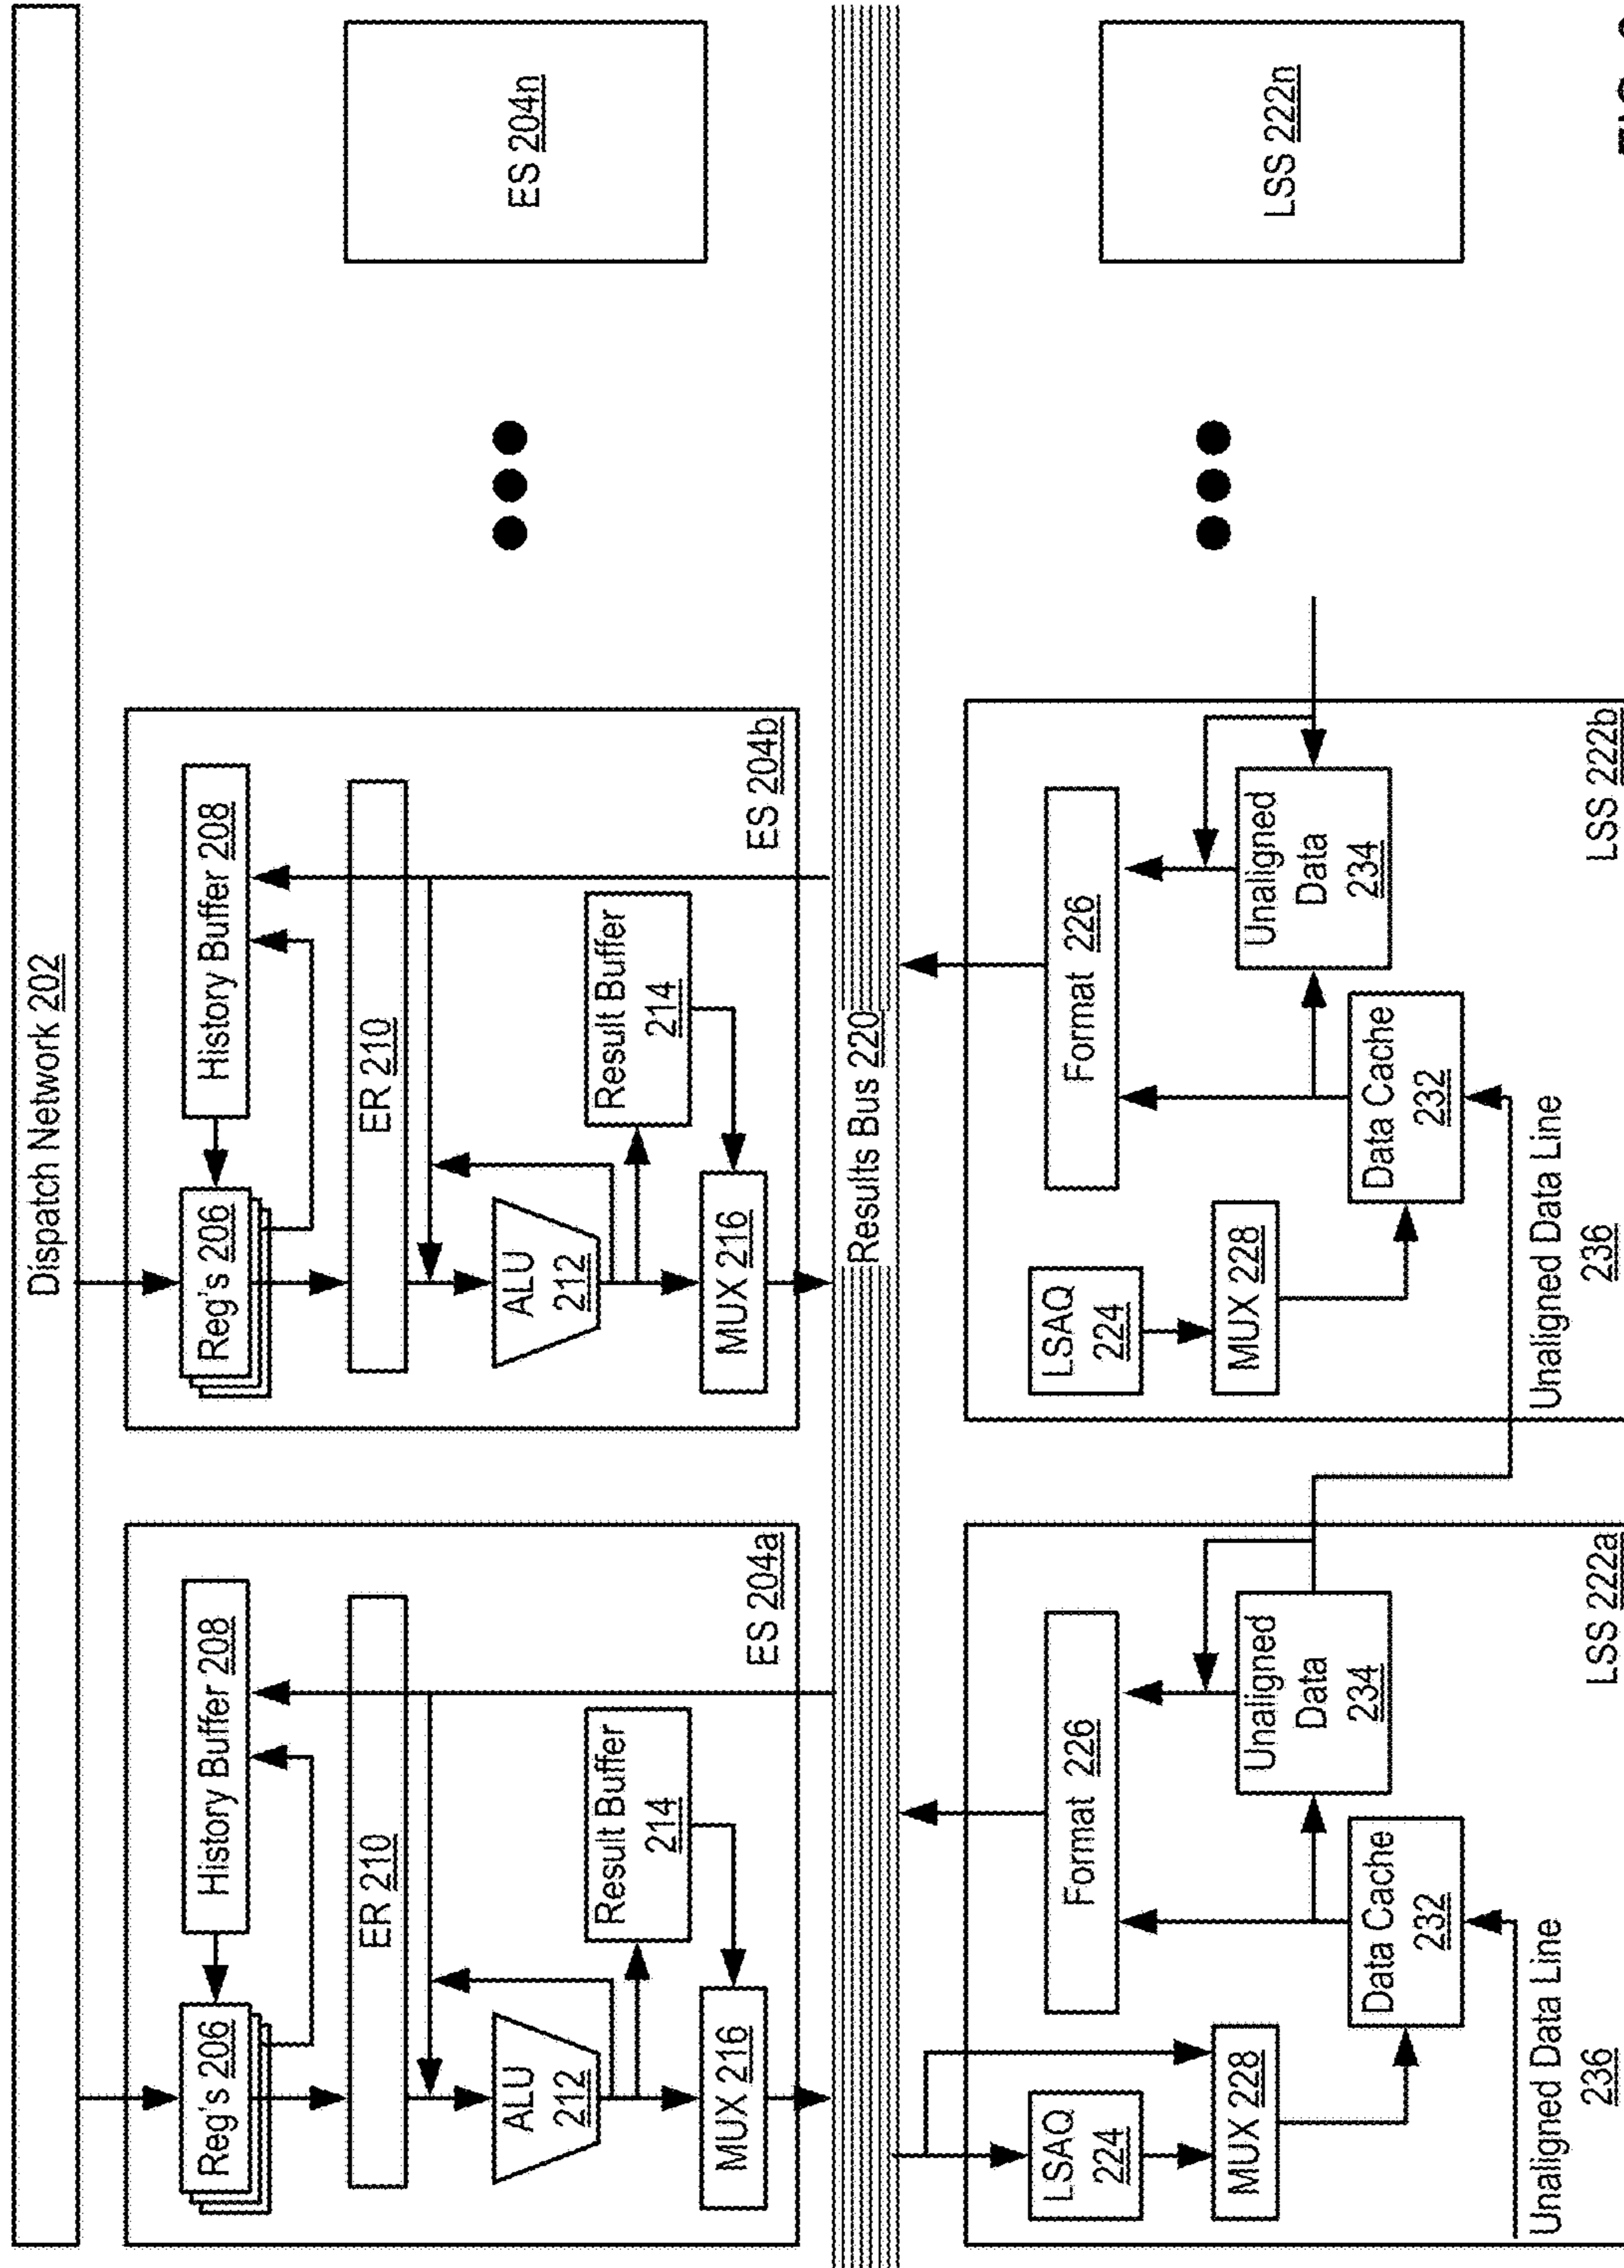 Dispatch Network 202
Reg's 206
History Buffer 208
ER 210
ALU
212
Result Buffer
214
MUX 216
ES 204a
Reg's 206
History Buffer 208
ER 210
ALU
212
Result Buffer
214
MUX 216
ES 204b
ES 204n
Results Bus 220
LSAQ
224
MUX 228
Format 226
Data Cache
232
Unaligned
Data
234
Unaligned Data Line
236
LSS 222a
LSAQ
224
MUX 228
Format 226
Data Cache
232
Unaligned
Data
234
Unaligned Data Line
236
LSS 222b
LSS 222n